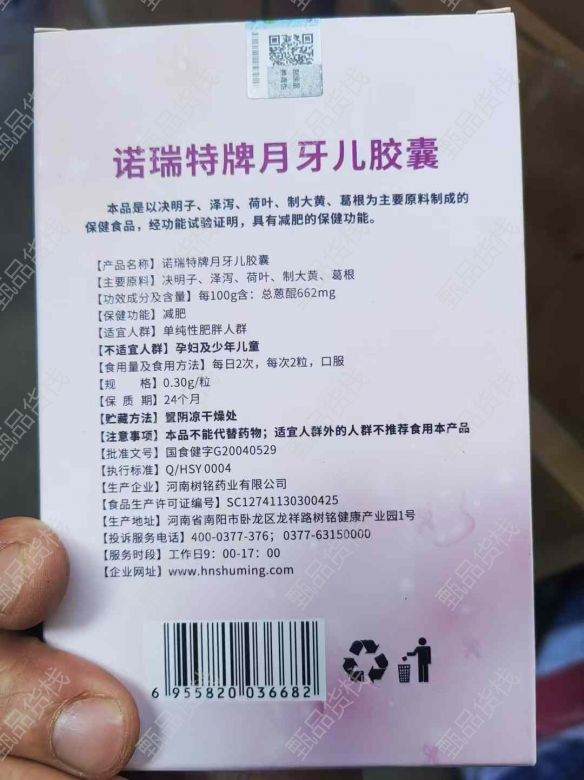 诺瑞特牌月牙儿胶囊
本品是以决明子、泽泻、荷叶、制大黄、葛根为主要原料制成的
保健食品，经功能试验证明，具有减肥的保健功能。
【产品名称】诺瑞特牌月牙儿胶囊
【主要原料】决明子、泽泻、荷叶、制大黄、葛根
【功效成分及含量】每100g含：总蒽醌662mg
【保健功能】减肥
【适宜人群】单纯性肥胖人群
【不适宜人群】孕妇及少年儿童
【食用量及食用方法】每日2次，每次2粒，口服
【规　　格】0.30g/粒
【保 质 期】24个月
【贮藏方法】置阴凉干燥处
【注意事项】本品不能代替药物；适宜人群外的人群不推荐食用本产品
【批准文号】国食健字G20040529
【执行标准】Q/HSY 0004
【生产企业】河南树铭药业有限公司
【食品生产许可证编号】SC12741130300425
【生产地址】河南省南阳市卧龙区龙祥路树铭健康产业园1号
【投诉服务电话】400-0377-376；0377-63150000
【服务时段】工作日9：00-17：00
【企业网址】www.hnshuming.com
6 955820 036682
甄品货栈